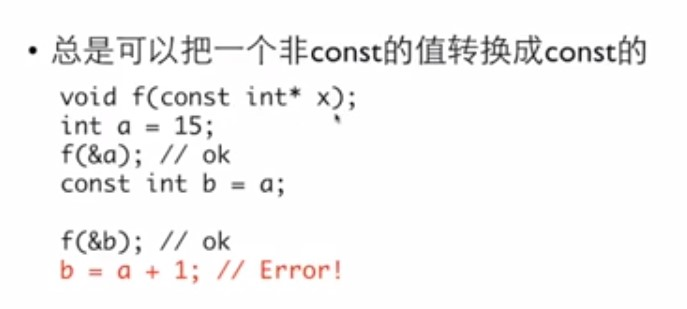 • 总是可以把一个非const的值转换成const的
void f(const int* x);
int a = 15;
f(&a); // ok
const int b = a;
f(&b); // ok
b = a + 1; // Error!